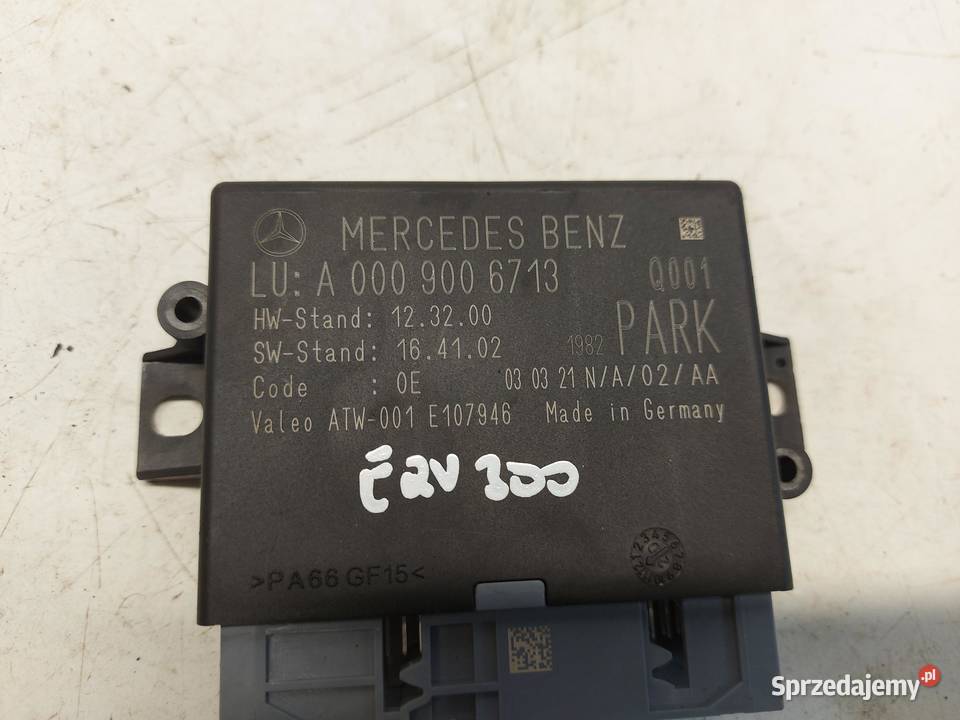 MERCEDES BENZ
LU: A 000 900 6713 Q001
HW-Stand: 12.32.00
SW-Stand: 16.41.02 1982 PARK
Code : 0E 03 03 21 N/A/02/AA
Valeo ATW-001 E107946 Made in Germany
>PA66 GF15<
Sprzedajemy.pl